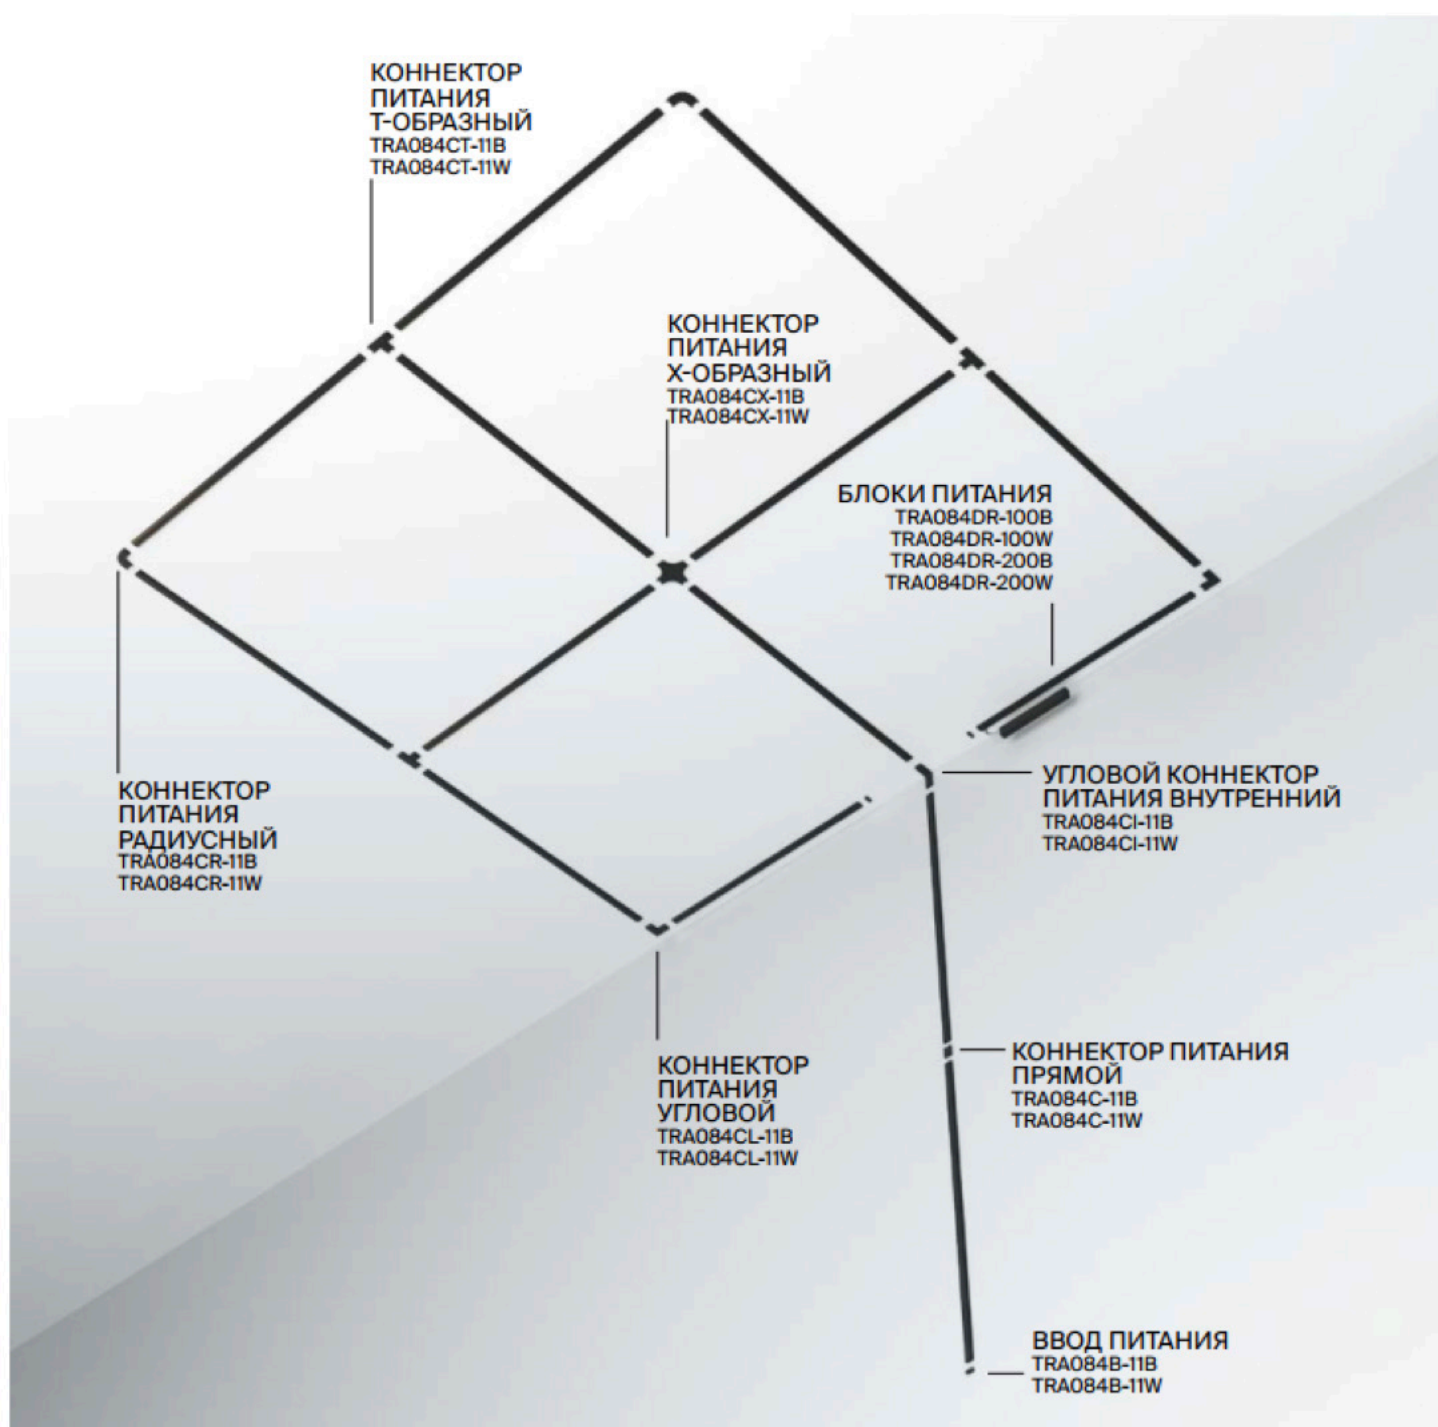 КОННЕКТОР
ПИТАНИЯ
Т-ОБРАЗНЫЙ
TRA084CT-11B
TRA084CT-11W
КОННЕКТОР
ПИТАНИЯ
Х-ОБРАЗНЫЙ
TRA084CX-11B
TRA084CX-11W
БЛОКИ ПИТАНИЯ
TRA084DR-100B
TRA084DR-100W
TRA084DR-200B
TRA084DR-200W
КОННЕКТОР
ПИТАНИЯ
РАДИУСНЫЙ
TRA084CR-11B
TRA084CR-11W
УГЛОВОЙ КОННЕКТОР
ПИТАНИЯ ВНУТРЕННИЙ
TRA084CI-11B
TRA084CI-11W
КОННЕКТОР
ПИТАНИЯ
УГЛОВОЙ
TRA084CL-11B
TRA084CL-11W
КОННЕКТОР ПИТАНИЯ
ПРЯМОЙ
TRA084C-11B
TRA084C-11W
ВВОД ПИТАНИЯ
TRA084B-11B
TRA084B-11W